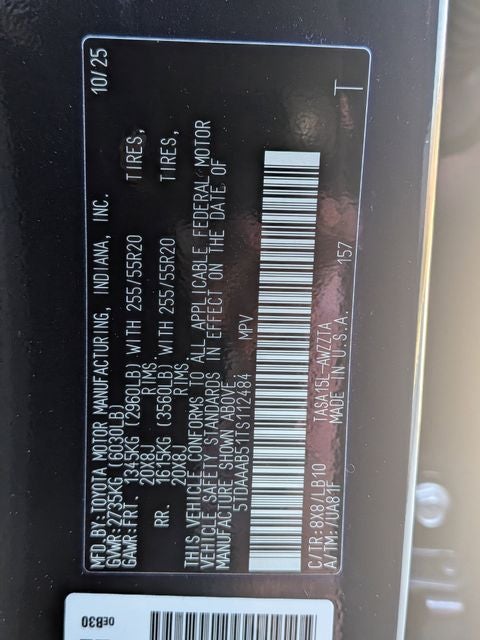 MFD.BY:TOYOTA MOTOR MANUFACTURING, INDIANA, INC. 10/25
GVWR:2735KG (6030LB)
GAWR:FRT. 1345KG (2960LB) WITH 255/55R20 TIRES,
20X8J RIMS
RR. 1615KG (3560LB) WITH 255/55R20 TIRES,
20X8J RIMS
THIS VEHICLE CONFORMS TO ALL APPLICABLE FEDERAL MOTOR
VEHICLE SAFETY STANDARDS IN EFFECT ON THE DATE OF
MANUFACTURE SHOWN ABOVE.
5TDAAAB51TS112484 MPV
C/TR:8X8/LB10 TASA15L-AWZZTA 157
A/TM:/UA81F MADE IN U.S.A. T
0EB30